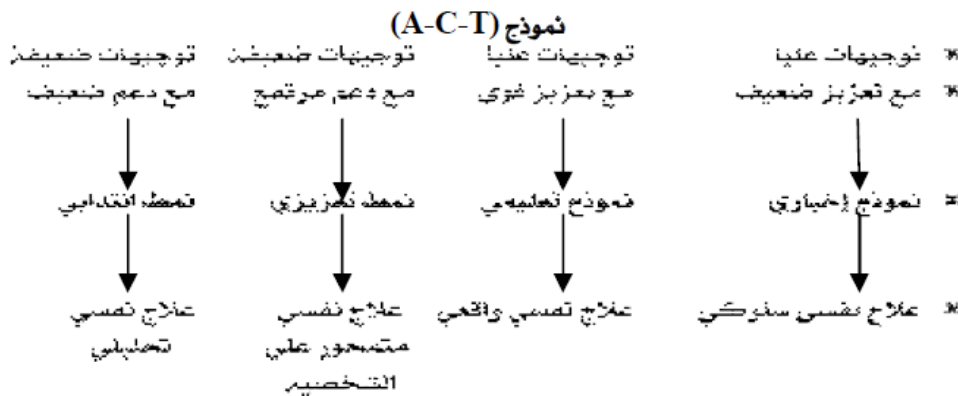 نموذج (A-C-T)
* توجيهات عليا توجيهات عليا توجيهات ضعيفة توجيهات ضعيفة
* مع تعزيز ضعيف مع تعزيز قوي مع دعم مرتفع مع دعم ضعيف
* نموذج إخباري نموذج تعليمي نمط تعزيزي نمط انتدابي
* علاج نفسي سلوكي علاج نفسي واقعي علاج نفسي علاج نفسي
متمحور على تحليلي
الشخصية